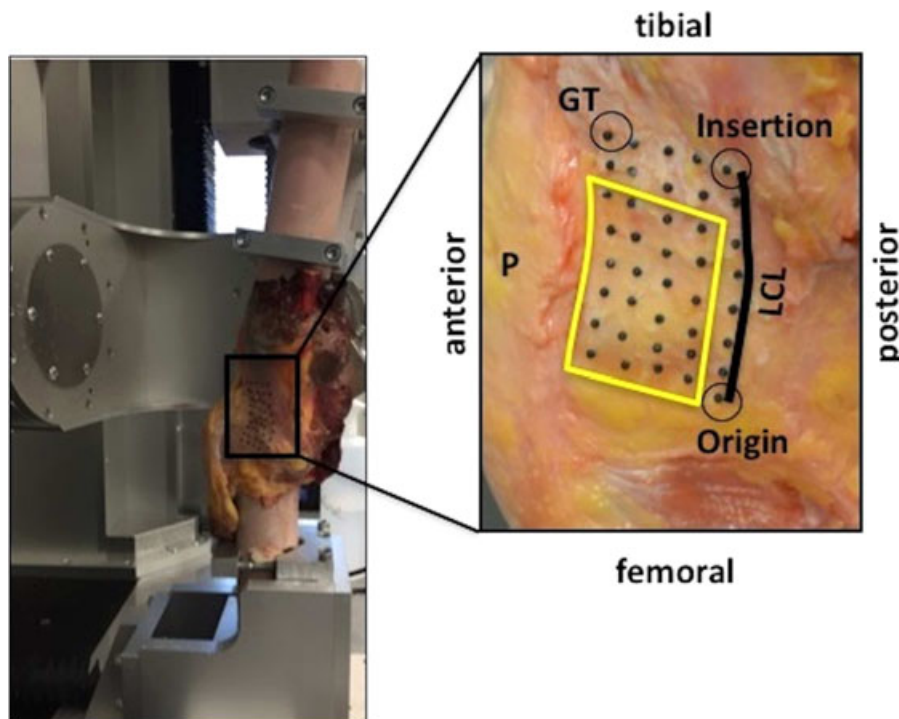 tibial
GT
Insertion
anterior
P
LCL
posterior
Origin
femoral